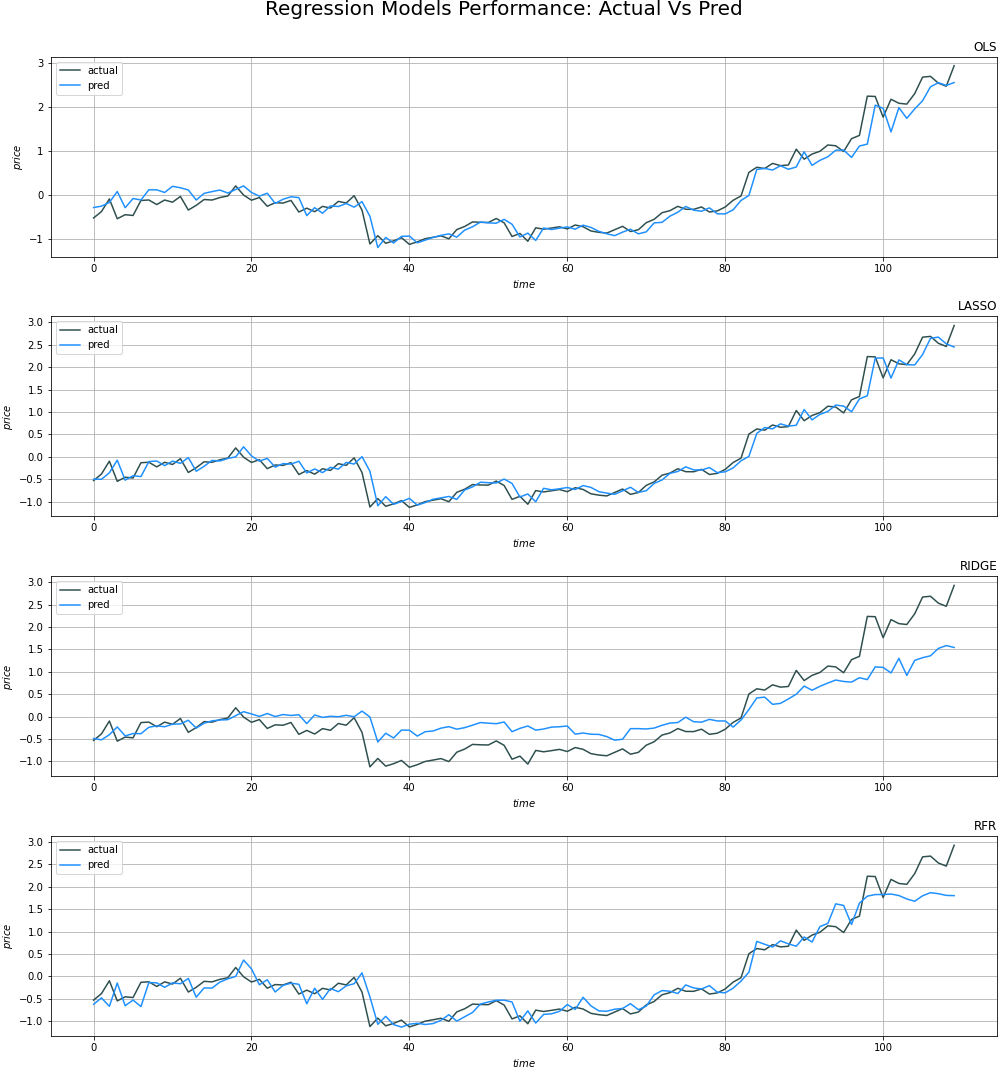 Regression Models Performance: Actual Vs Pred
OLS
actual
pred
3
2
1
0
−1
price
0 20 40 60 80 100
time
LASSO
actual
pred
3.0
2.5
2.0
1.5
1.0
0.5
0.0
−0.5
−1.0
price
0 20 40 60 80 100
time
RIDGE
actual
pred
3.0
2.5
2.0
1.5
1.0
0.5
0.0
−0.5
−1.0
price
0 20 40 60 80 100
time
RFR
actual
pred
3.0
2.5
2.0
1.5
1.0
0.5
0.0
−0.5
−1.0
price
0 20 40 60 80 100
time